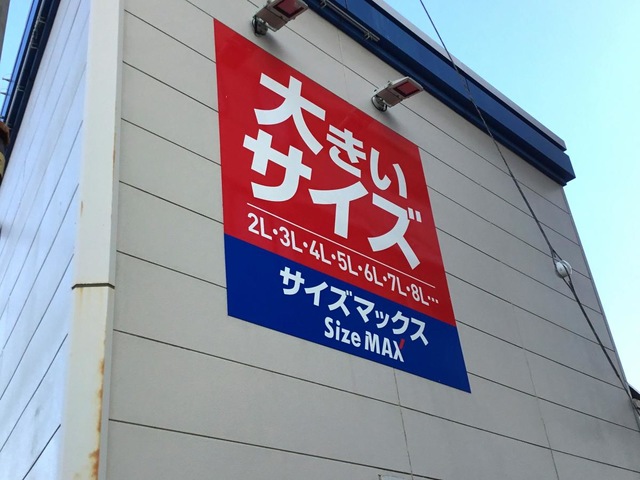 大きい
サイズ
2L・3L・4L・5L・6L・7L・8L…
サイズマックス
Size MAX